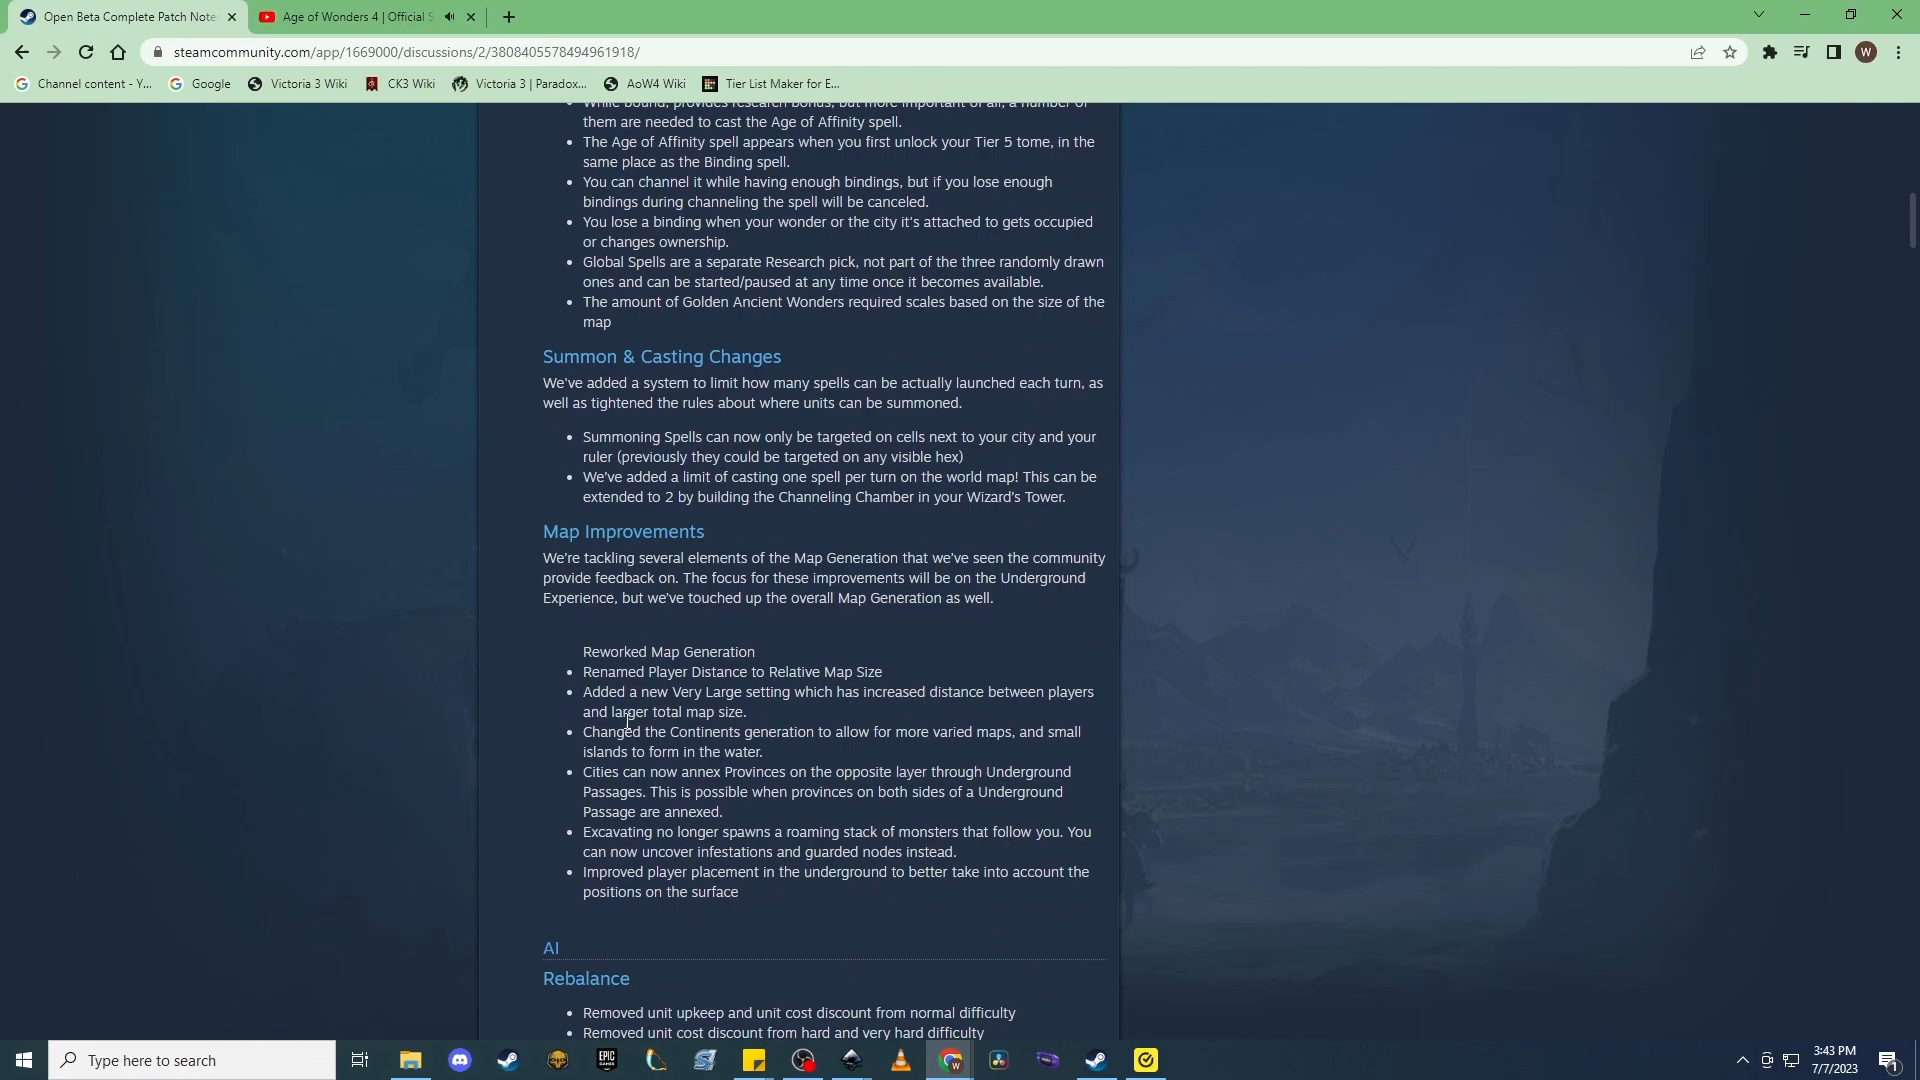 Open Beta Complete Patch Note
Age of Wonders 4 | Official S
steamcommunity.com/app/1669000/discussions/2/3808405578494961918/
W
Channel content - Y...
Google
Victoria 3 Wiki
CK3 Wiki
Victoria 3 | Paradox...
AoW4 Wiki
Tier List Maker for E...
While bound, provides research bonus, but more important of all, a number of
them are needed to cast the Age of Affinity spell.
The Age of Affinity spell appears when you first unlock your Tier 5 tome, in the
same place as the Binding spell.
You can channel it while having enough bindings, but if you lose enough
bindings during channeling the spell will be canceled.
You lose a binding when your wonder or the city it's attached to gets occupied
or changes ownership.
Global Spells are a separate Research pick, not part of the three randomly drawn
ones and can be started/paused at any time once it becomes available.
The amount of Golden Ancient Wonders required scales based on the size of the
map
Summon & Casting Changes
We've added a system to limit how many spells can be actually launched each turn, as
well as tightened the rules about where units can be summoned.
Summoning Spells can now only be targeted on cells next to your city and your
ruler (previously they could be targeted on any visible hex)
We've added a limit of casting one spell per turn on the world map! This can be
extended to 2 by building the Channeling Chamber in your Wizard's Tower.
Map Improvements
We're tackling several elements of the Map Generation that we've seen the community
provide feedback on. The focus for these improvements will be on the Underground
Experience, but we've touched up the overall Map Generation as well.
Reworked Map Generation
Renamed Player Distance to Relative Map Size
Added a new Very Large setting which has increased distance between players
and larger total map size.
Changed the Continents generation to allow for more varied maps, and small
islands to form in the water.
Cities can now annex Provinces on the opposite layer through Underground
Passages. This is possible when provinces on both sides of a Underground
Passage are annexed.
Excavating no longer spawns a roaming stack of monsters that follow you. You
can now uncover infestations and guarded nodes instead.
Improved player placement in the underground to better take into account the
positions on the surface
AI
Rebalance
Removed unit upkeep and unit cost discount from normal difficulty
Removed unit cost discount from hard and very hard difficulty
Type here to search
EPIC GAMES
W
3:43 PM
7/7/2023
1